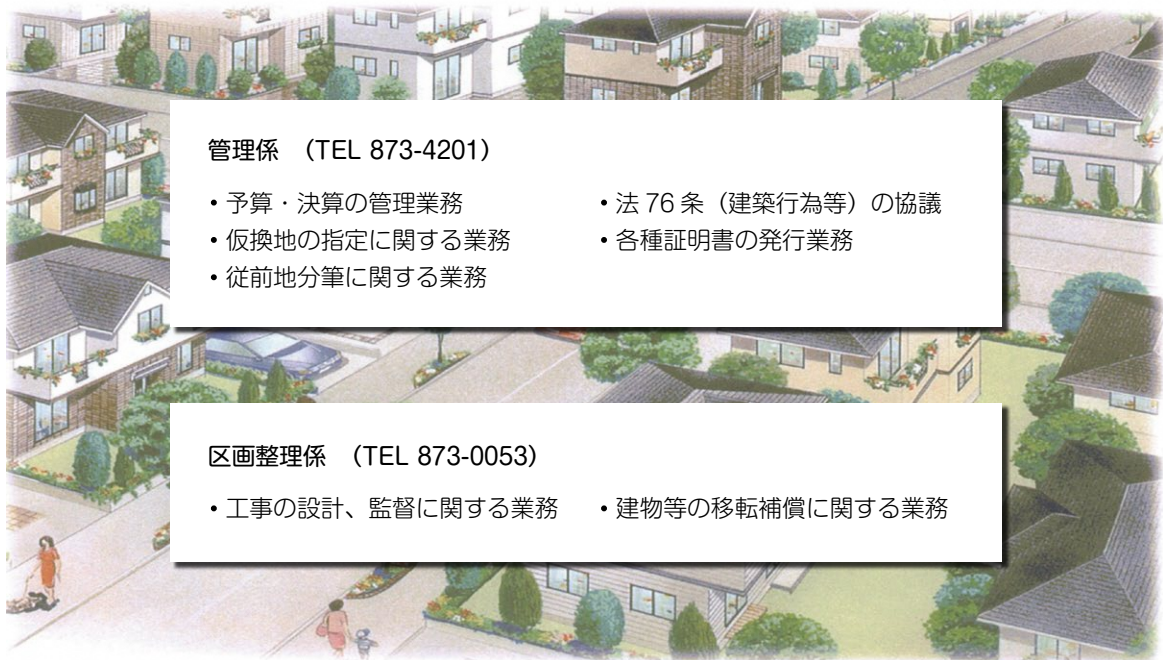 管理係 (TEL 873-4201)
・予算・決算の管理業務
・仮換地の指定に関する業務
・従前地分筆に関する業務
・法 76 条（建築行為等）の協議
・各種証明書の発行業務
区画整理係 (TEL 873-0053)
・工事の設計、監督に関する業務
・建物等の移転補償に関する業務